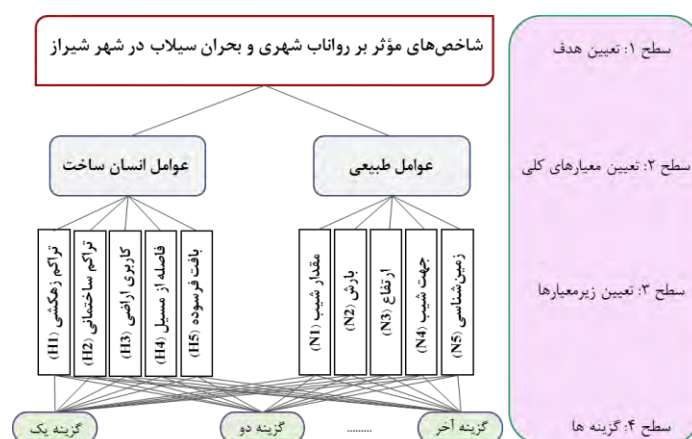 شاخص‌های مؤثر بر رواناب شهری و بحران سیلاب در شهر شیراز
سطح ۱: تعیین هدف
عوامل طبیعی
عوامل انسان ساخت
سطح ۲: تعیین معیارهای کلی
زمین‌شناسی (N5)
جهت شیب (N4)
ارتفاع (N3)
بارش (N2)
مقدار شیب (N1)
بافت فرسوده (H5)
فاصله از مسیل (H4)
کاربری اراضی (H3)
تراکم ساختمانی (H2)
تراکم زهکشی (H1)
سطح ۳: تعیین زیرمعیارها
گزینه یک
گزینه دو
.........
گزینه آخر
سطح ۴: گزینه ها